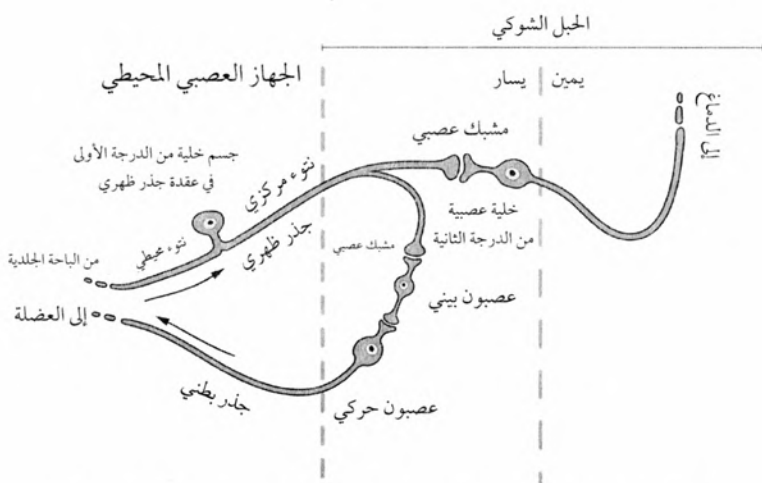 الحبل الشوكي
يمين
يسار
الجهاز العصبي المحيطي
إلى الدماغ
مشبك عصبي
جسم خلية من الدرجة الأولى
في عقدة جذر ظهري
نتوء مركزي
خلية عصبية
من الدرجة الثانية
جذر ظهري
مشبك عصبي
نتوء محيطي
من الباحة الجلدية
عصبون بيني
إلى العضلة
جذر بطني
عصبون حركي